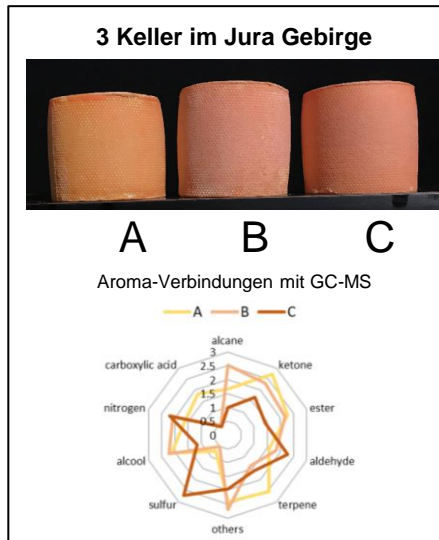 3 Keller im Jura Gebirge
A B C
Aroma-Verbindungen mit GC-MS
A B C
alcane
carboxylic acid 3 ketone
2.5
2
nitrogen 1.5 ester
1
0.5
0
alcool aldehyde
sulfur terpene
others